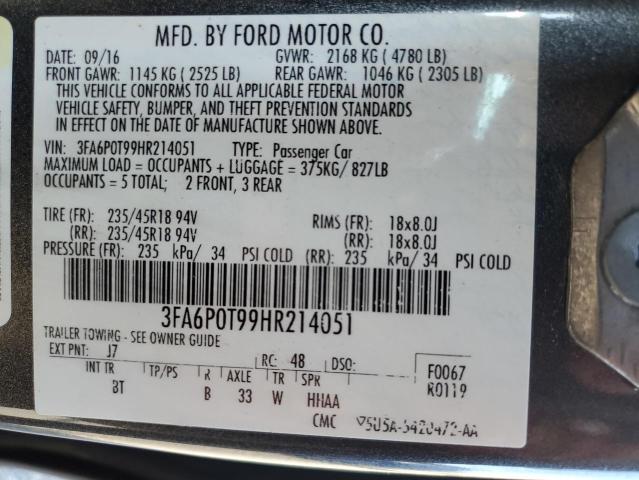 MFD. BY FORD MOTOR CO.
DATE: 09/16 GVWR: 2168 KG ( 4780 LB)
FRONT GAWR: 1145 KG ( 2525 LB) REAR GAWR: 1046 KG ( 2305 LB)
THIS VEHICLE CONFORMS TO ALL APPLICABLE FEDERAL MOTOR
VEHICLE SAFETY, BUMPER, AND THEFT PREVENTION STANDARDS
IN EFFECT ON THE DATE OF MANUFACTURE SHOWN ABOVE.
VIN: 3FA6P0T99HR214051 TYPE: Passenger Car
MAXIMUM LOAD = OCCUPANTS + LUGGAGE = 375KG/ 827LB
OCCUPANTS = 5 TOTAL; 2 FRONT, 3 REAR
TIRE (FR): 235/45R18 94V RIMS (FR): 18x8.0J
(RR): 235/45R18 94V (RR): 18x8.0J
PRESSURE (FR): 235 kPa/ 34 PSI COLD (RR): 235 kPa/ 34 PSI COLD
3FA6P0T99HR214051
TRAILER TOWING - SEE OWNER GUIDE
EXT PNT: J7 RC: 48 DSO: F0067
INT TR TP/PS R AXLE TR SPR R0119
BT B 33 W HHAA
CMC 5U5A-5420472-AA